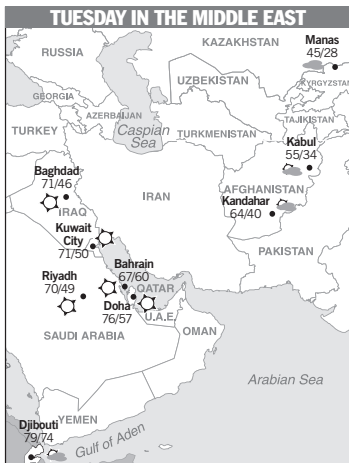 TUESDAY IN THE MIDDLE EAST
KAZAKHSTAN
Manas
45/28
RUSSIA
UZBEKISTAN
KYRGYZSTAN
GEORGIA
AZERBAIJAN
TAJIKISTAN
TURKEY
Caspian
Sea
TURKMENISTAN
Kabul
55/34
Baghdad
71/46
IRAN
AFGHANISTAN
Kandahar
64/40
IRAQ
Kuwait
City
71/50
PAKISTAN
Bahrain
67/60
Riyadh
70/49
QATAR
Doha
76/57
U.A.E.
SAUDI ARABIA
OMAN
Arabian Sea
YEMEN
Djibouti
79/74
Gulf of Aden